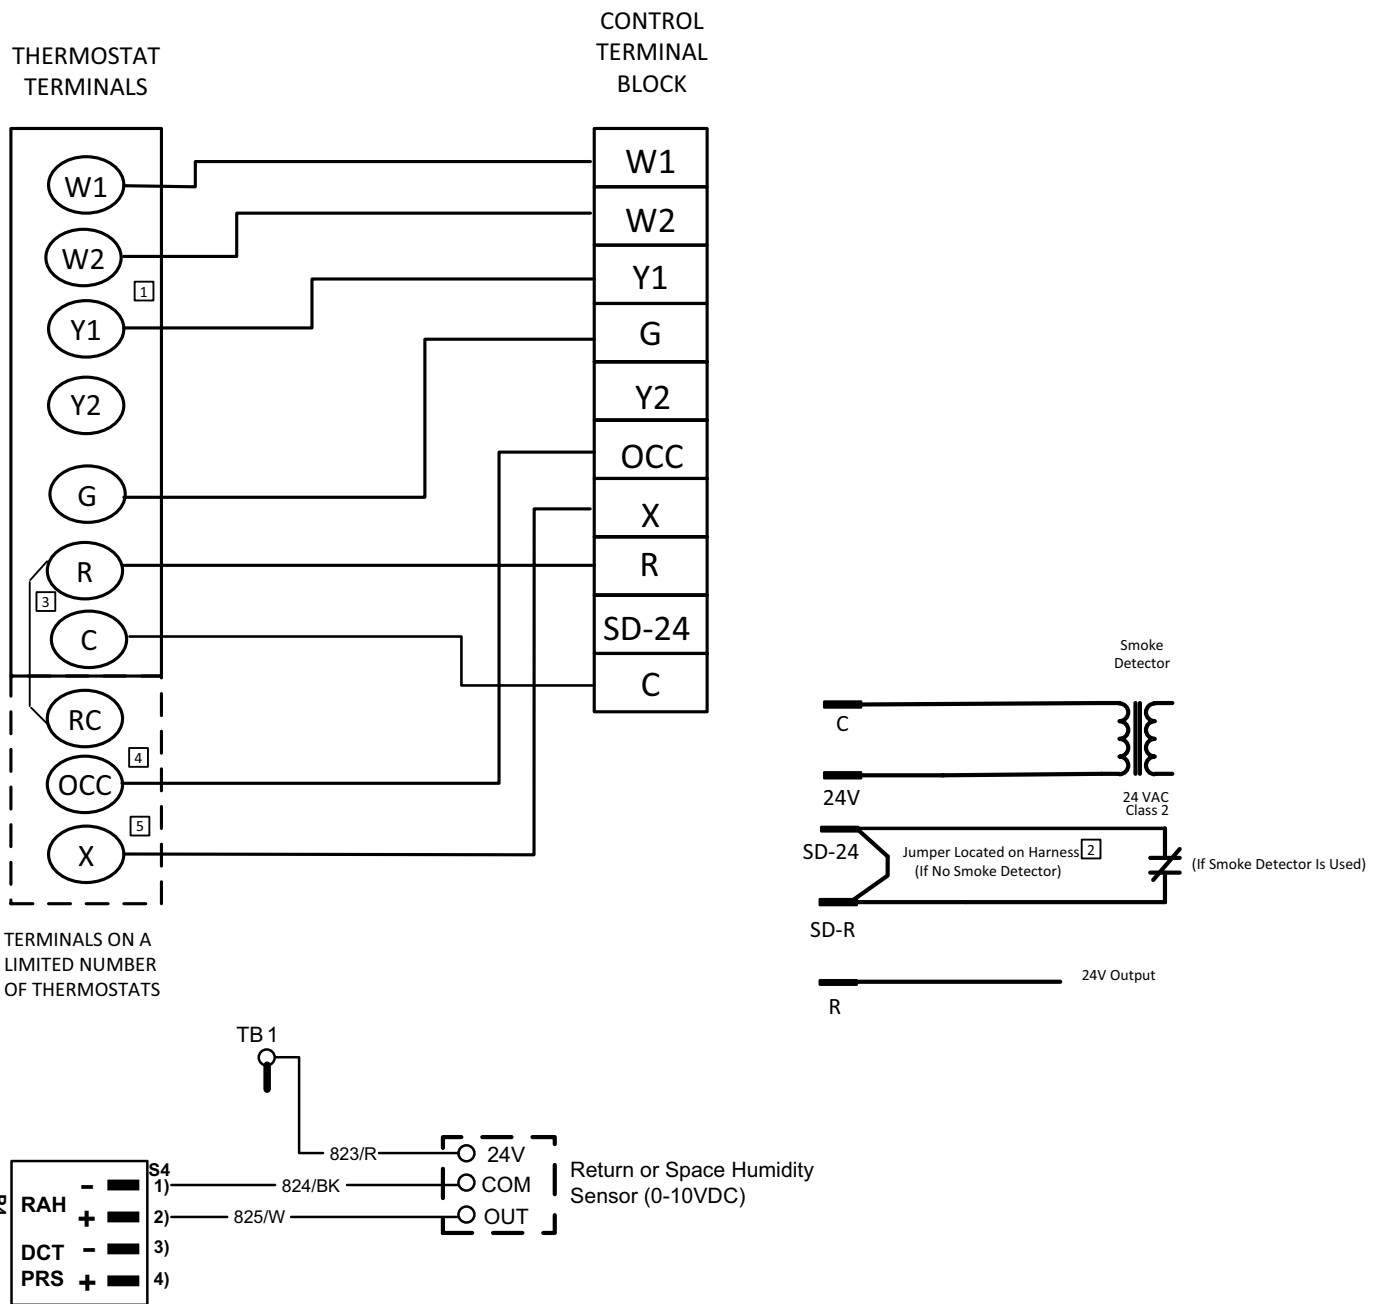 THERMOSTAT
TERMINALS
CONTROL
TERMINAL
BLOCK
W1
W2
1
Y1
Y2
G
R
3
C
RC
4
OCC
5
X
TERMINALS ON A
LIMITED NUMBER
OF THERMOSTATS
W1
W2
Y1
G
Y2
OCC
X
R
SD-24
C
Smoke
Detector
C
24V
24 VAC
Class 2
SD-24
Jumper Located on Harness 2
(If No Smoke Detector)
(If Smoke Detector Is Used)
SD-R
24V Output
R
TB 1
823/R
24V
S4
RAH - 1) 824/BK COM
+ 2) 825/W OUT
Return or Space Humidity
Sensor (0-10VDC)
DCT - 3)
PRS + 4)